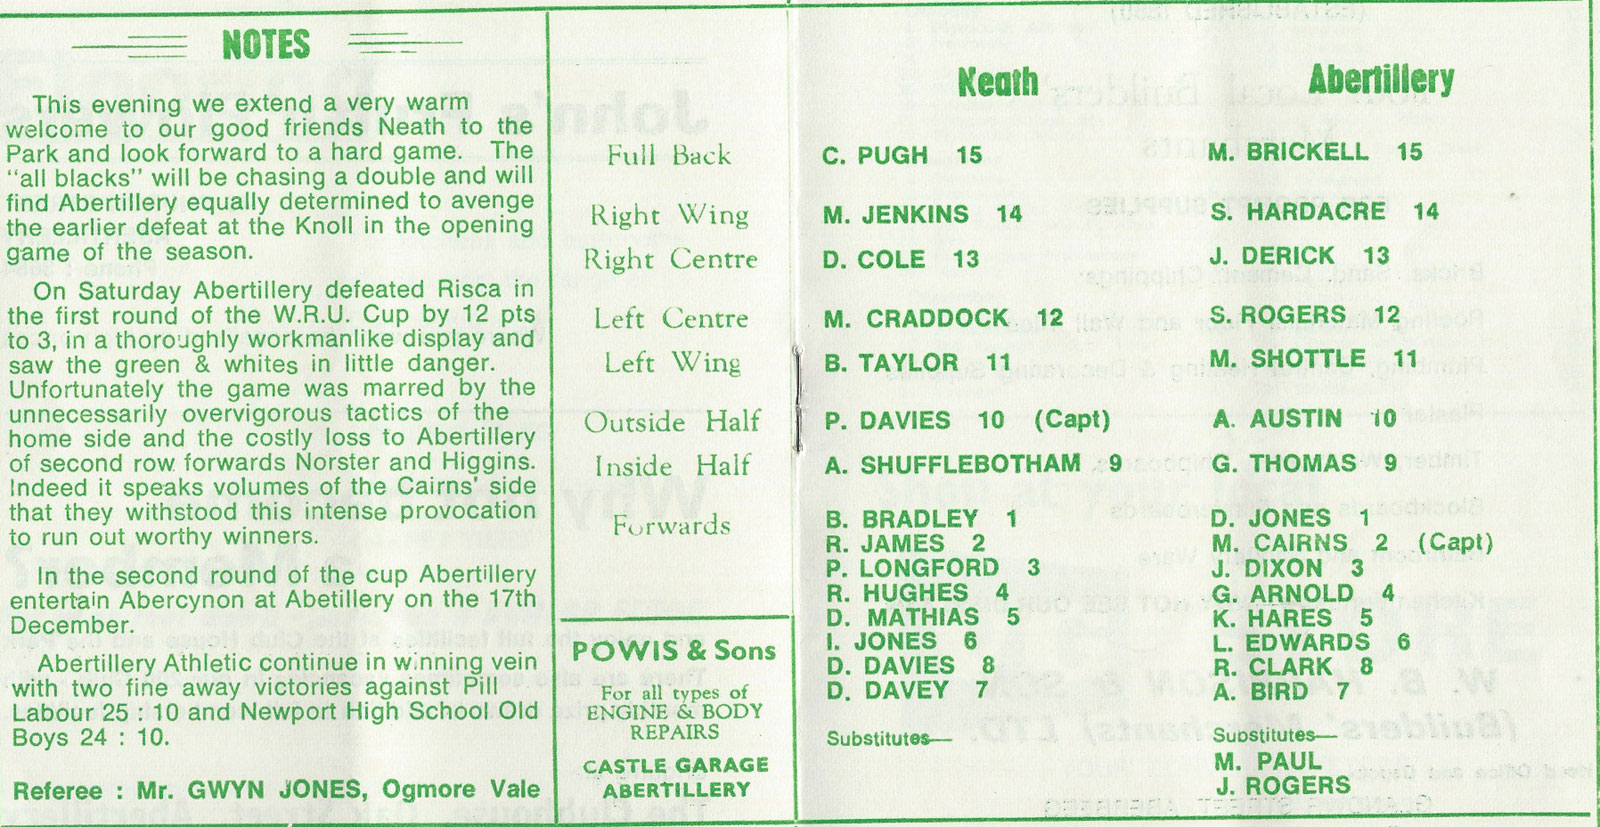 NOTES
This evening we extend a very warm
welcome to our good friends Neath to the
Park and look forward to a hard game. The
"all blacks" will be chasing a double and will
find Abertillery equally determined to avenge
the earlier defeat at the Knoll in the opening
game of the season.
On Saturday Abertillery defeated Risca in
the first round of the W.R.U. Cup by 12 pts
to 3, in a thoroughly workmanlike display and
saw the green & whites in little danger.
Unfortunately the game was marred by the
unnecessarily overvigorous tactics of the
home side and the costly loss to Abertillery
of second row forwards Norster and Higgins.
Indeed it speaks volumes of the Cairns' side
that they withstood this intense provocation
to run out worthy winners.
In the second round of the cup Abertillery
entertain Abercynon at Abetillery on the 17th
December.
Abertillery Athletic continue in winning vein
with two fine away victories against Pill
Labour 25 : 10 and Newport High School Old
Boys 24 : 10.
Referee : Mr. GWYN JONES, Ogmore Vale
Full Back
Right Wing
Right Centre
Left Centre
Left Wing
Outside Half
Inside Half
Forwards
POWIS & Sons
For all types of
ENGINE & BODY
REPAIRS
CASTLE GARAGE
ABERTILLERY
Neath
C. PUGH 15
M. JENKINS 14
D. COLE 13
M. CRADDOCK 12
B. TAYLOR 11
P. DAVIES 10 (Capt)
A. SHUFFLEBOTHAM 9
B. BRADLEY 1
R. JAMES 2
P. LONGFORD 3
R. HUGHES 4
D. MATHIAS 5
I. JONES 6
D. DAVIES 8
D. DAVEY 7
Substitutes—
Abertillery
M. BRICKELL 15
S. HARDACRE 14
J. DERICK 13
S. ROGERS 12
M. SHOTTLE 11
A. AUSTIN 10
G. THOMAS 9
D. JONES 1
M. CAIRNS 2 (Capt)
J. DIXON 3
G. ARNOLD 4
K. HARES 5
L. EDWARDS 6
R. CLARK 8
A. BIRD 7
Substitutes—
M. PAUL
J. ROGERS